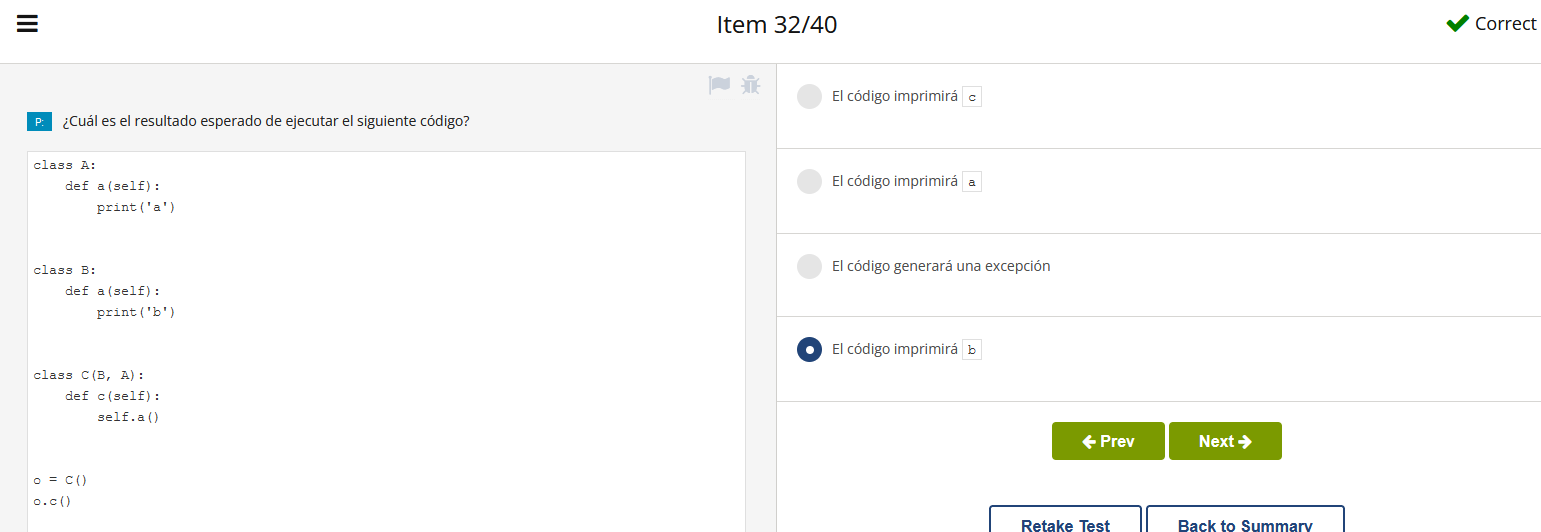 Item 32/40
Correct
P: ¿Cuál es el resultado esperado de ejecutar el siguiente código?
class A:
    def a(self):
        print('a')
class B:
    def a(self):
        print('b')
class C(B, A):
    def c(self):
        self.a()
o = C()
o.c()
El código imprimirá c
El código imprimirá a
El código generará una excepción
El código imprimirá b
Prev
Next
Retake Test
Back to Summary